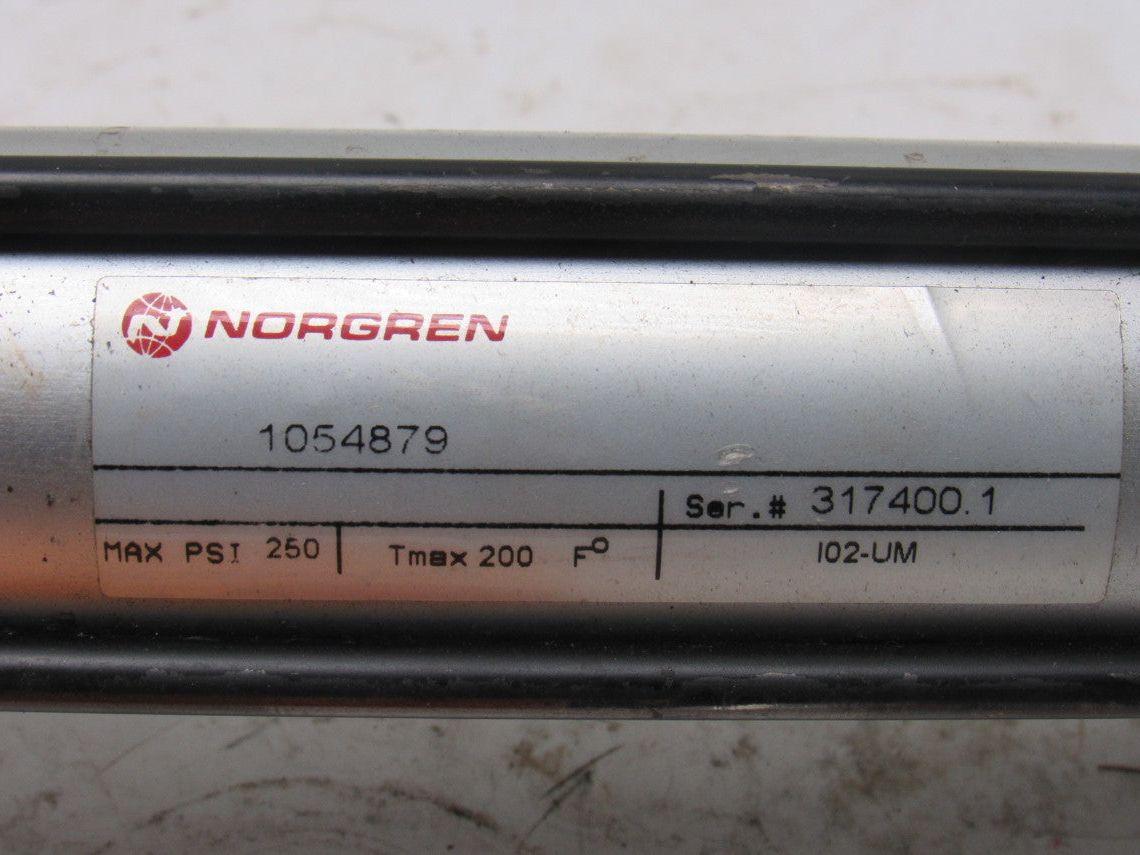 NORGREN
1054879
Ser.# 317400.1
MAX PSI 250 Tmax 200 F° I02-UM